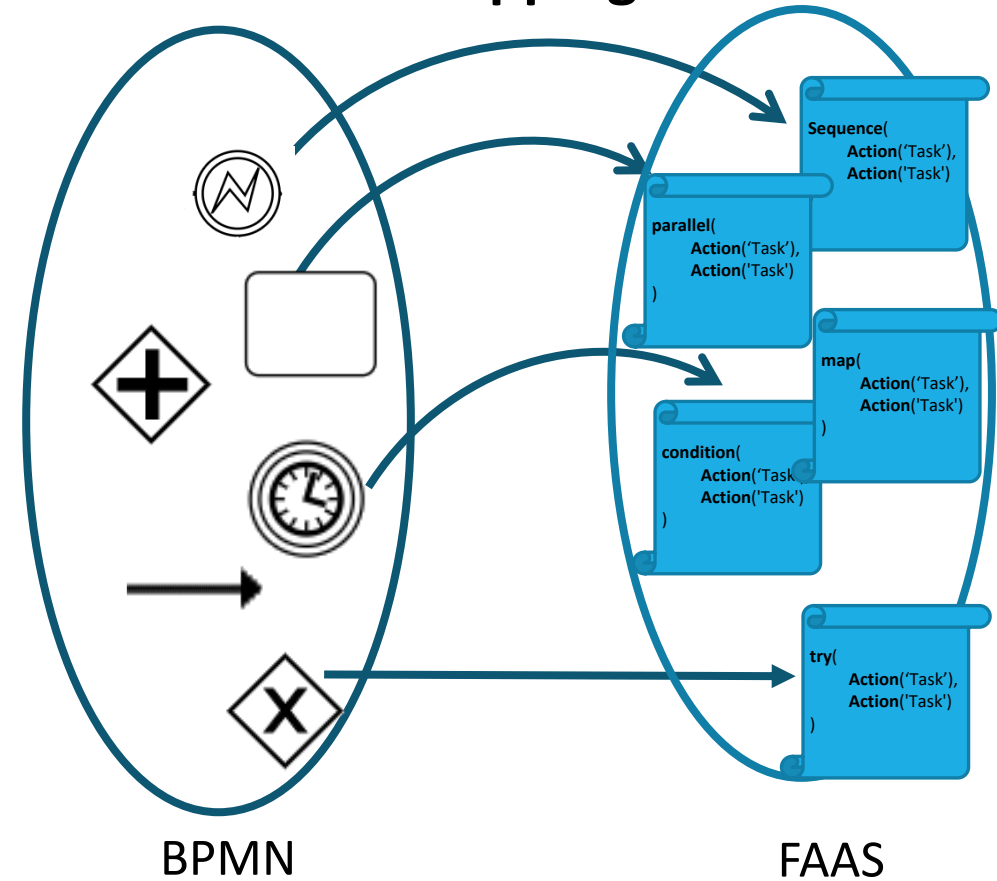 pping
Sequence(
Action(‘Task’),
Action('Task')
parallel(
Action(‘Task’),
Action('Task')
)
map(
Action(‘Task’),
Action('Task')
)
condition(
Action(‘Task
Action('Task')
)
try(
Action(‘Task’),
Action('Task')
)
X
BPMN
FAAS